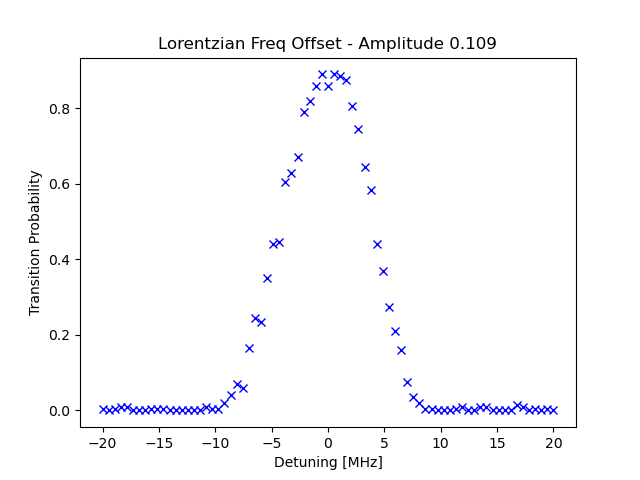 Lorentzian Freq Offset - Amplitude 0.109
Transition Probability
0.8
0.6
0.4
0.2
0.0
−20 −15 −10 −5 0 5 10 15 20
Detuning [MHz]